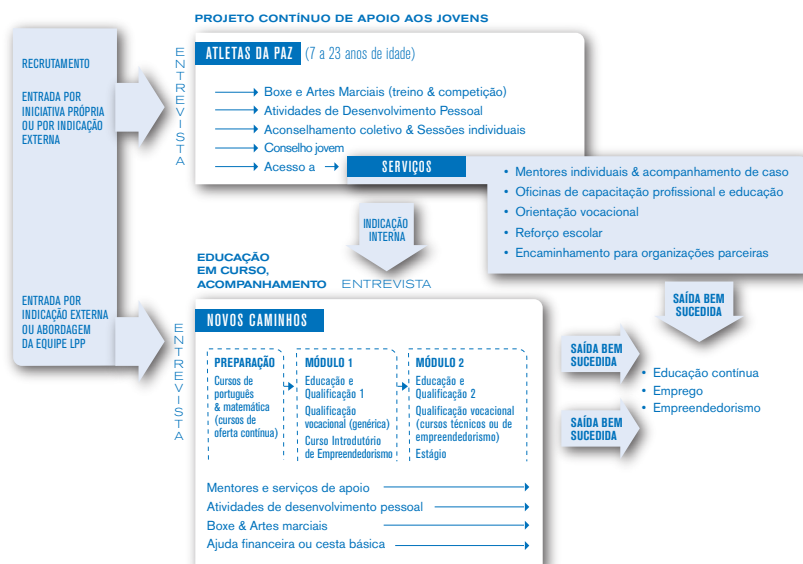 PROJETO CONTÍNUO DE APOIO AOS JOVENS
RECRUTAMENTO
ENTRADA POR
INICIATIVA PRÓPRIA
OU POR INDICAÇÃO
EXTERNA
ENTREVISTA
ATLETAS DA PAZ (7 a 23 anos de idade)
Boxe e Artes Marciais (treino & competição)
Atividades de Desenvolvimento Pessoal
Aconselhamento coletivo & Sessões individuais
Conselho jovem
Acesso a
SERVIÇOS
• Mentores individuais & acompanhamento de caso
• Oficinas de capacitação profissional e educação
• Orientação vocacional
• Reforço escolar
• Encaminhamento para organizações parceiras
INDICAÇÃO
INTERNA
EDUCAÇÃO
EM CURSO,
ACOMPANHAMENTO
ENTREVISTA
ENTRADA POR
INDICAÇÃO EXTERNA
OU ABORDAGEM
DA EQUIPE LPP
ENTREVISTA
NOVOS CAMINHOS
PREPARAÇÃO
Cursos de
português
& matemática
(cursos de
oferta contínua)
MÓDULO 1
Educação e
Qualificação 1
Qualificação
vocacional (genérica)
Curso Introdutório
de Empreendedorismo
MÓDULO 2
Educação e
Qualificação 2
Qualificação vocacional
(cursos técnicos ou de
empreendedorismo)
Estágio
Mentores e serviços de apoio
Atividades de desenvolvimento pessoal
Boxe & Artes marciais
Ajuda financeira ou cesta básica
SAÍDA BEM
SUCEDIDA
SAÍDA BEM
SUCEDIDA
SAÍDA BEM
SUCEDIDA
• Educação contínua
• Emprego
• Empreendedorismo